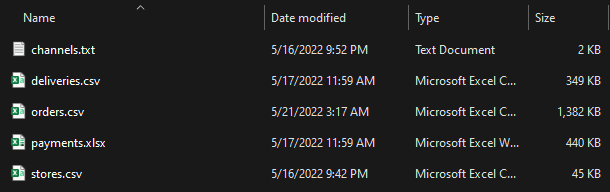 Name Date modified Type Size
channels.txt 5/16/2022 9:52 PM Text Document 2 KB
deliveries.csv 5/17/2022 11:59 AM Microsoft Excel C... 349 KB
orders.csv 5/21/2022 3:17 AM Microsoft Excel C... 1,382 KB
payments.xlsx 5/17/2022 11:59 AM Microsoft Excel W... 440 KB
stores.csv 5/16/2022 9:42 PM Microsoft Excel C... 45 KB